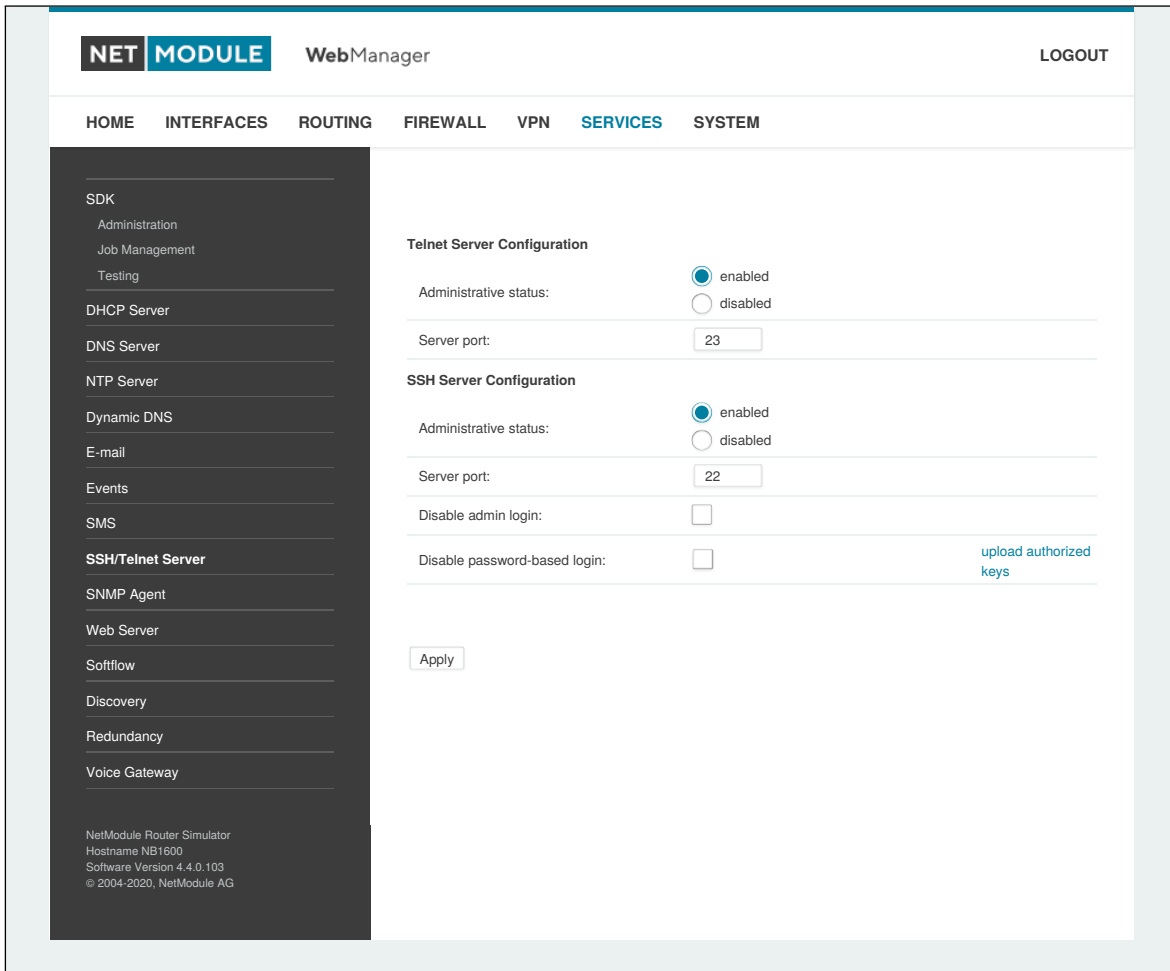 NET MODULE WebManager LOGOUT
HOME INTERFACES ROUTING FIREWALL VPN SERVICES SYSTEM
SDK
Administration
Job Management
Testing
DHCP Server
DNS Server
NTP Server
Dynamic DNS
E-mail
Events
SMS
SSH/Telnet Server
SNMP Agent
Web Server
Softflow
Discovery
Redundancy
Voice Gateway
NetModule Router Simulator
Hostname NB1600
Software Version 4.4.0.103
© 2004-2020, NetModule AG
Telnet Server Configuration
Administrative status:
enabled
disabled
Server port: 23
SSH Server Configuration
Administrative status:
enabled
disabled
Server port: 22
Disable admin login:
Disable password-based login:
upload authorized
keys
Apply